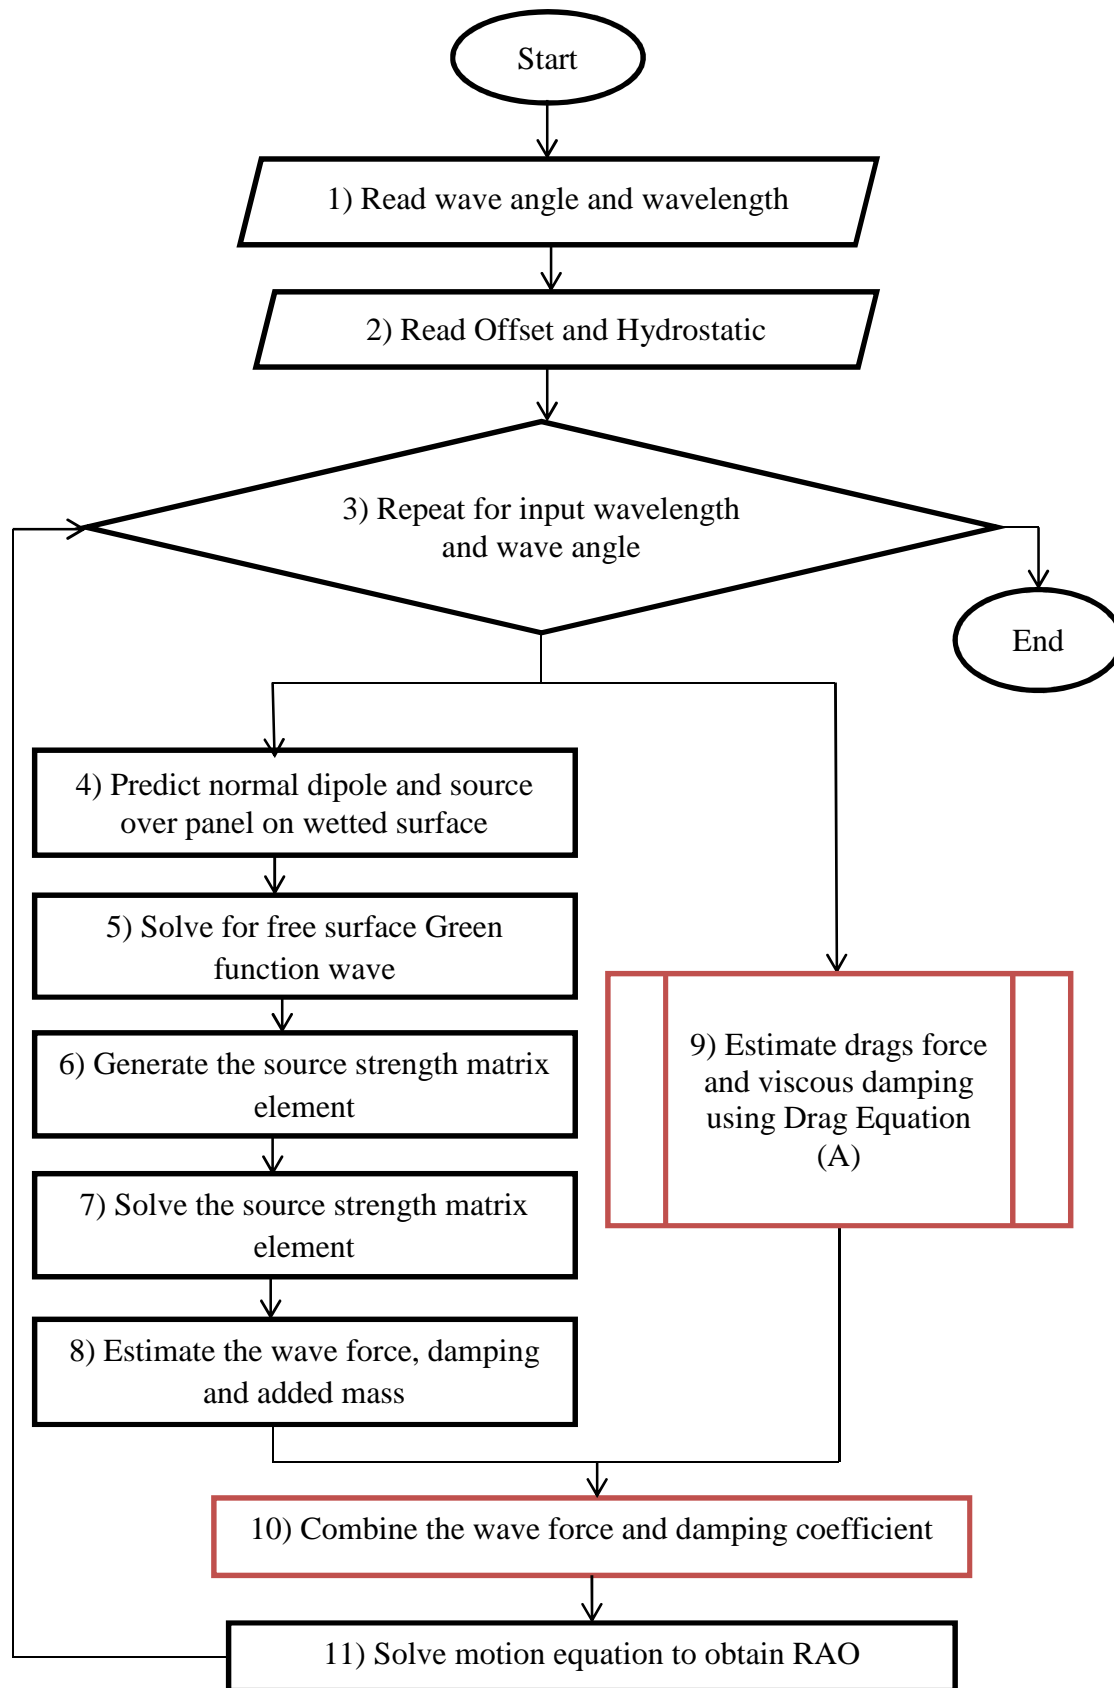 Start
1) Read wave angle and wavelength
2) Read Offset and Hydrostatic
3) Repeat for input wavelength
and wave angle
End
4) Predict normal dipole and source
over panel on wetted surface
5) Solve for free surface Green
function wave
6) Generate the source strength matrix
element
7) Solve the source strength matrix
element
8) Estimate the wave force, damping
and added mass
9) Estimate drags force
and viscous damping
using Drag Equation
(A)
10) Combine the wave force and damping coefficient
11) Solve motion equation to obtain RAO